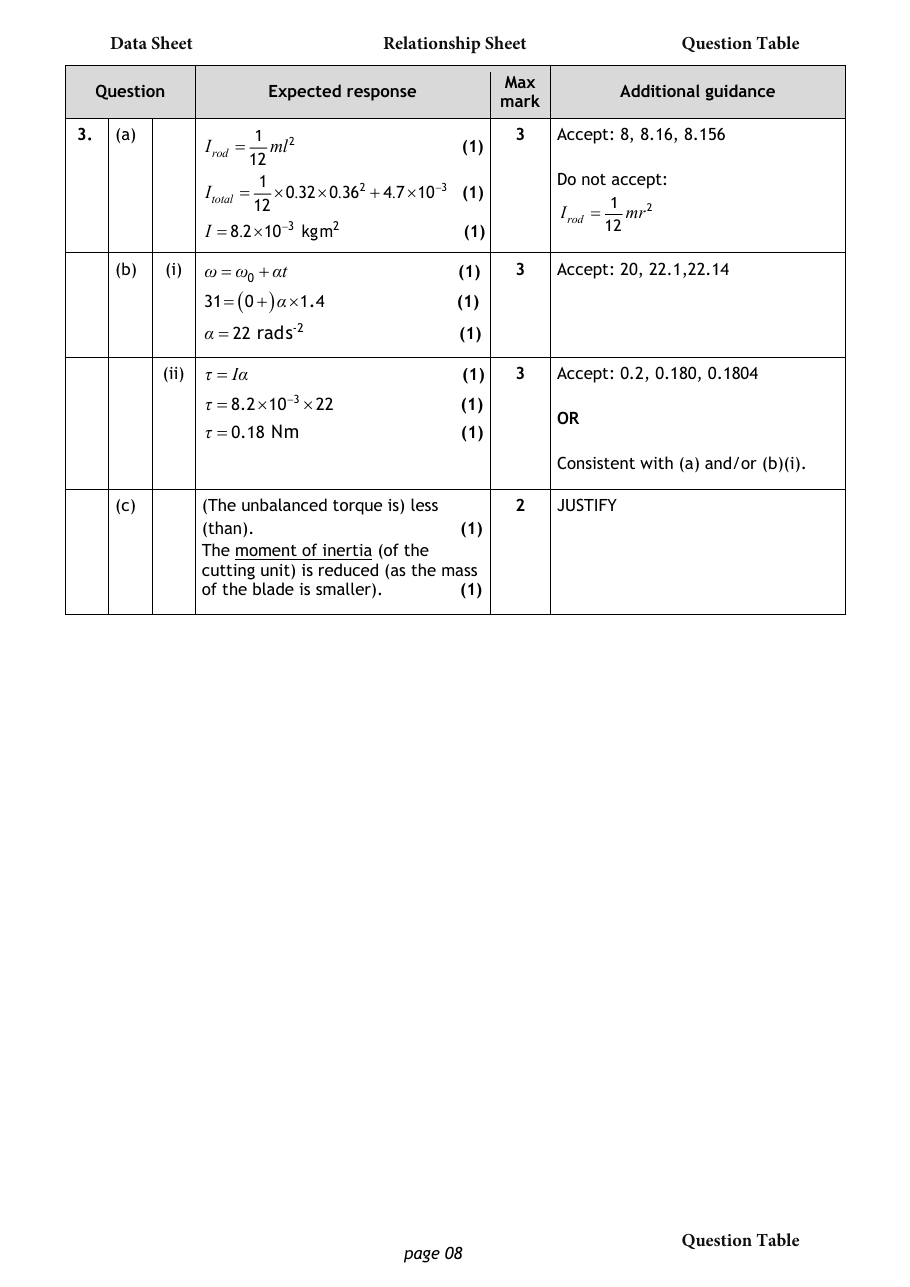 Data Sheet Relationship Sheet Question Table
Question Expected response Max mark Additional guidance
3. (a) I_rod = 1/12 ml² (1) 3 Accept: 8, 8.16, 8.156
I_total = 1/12 × 0.32 × 0.36² + 4.7 × 10⁻³ (1) Do not accept:
I = 8.2 × 10⁻³ kg m² (1) I_rod = 1/12 mr²
(b) (i) ω = ω₀ + αt (1) 3 Accept: 20, 22.1,22.14
31 = (0 +) α × 1.4 (1)
α = 22 rad s⁻² (1)
(ii) τ = Iα (1) 3 Accept: 0.2, 0.180, 0.1804
τ = 8.2 × 10⁻³ × 22 (1) OR
τ = 0.18 Nm (1)
Consistent with (a) and/or (b)(i).
(c) (The unbalanced torque is) less 2 JUSTIFY
(than). (1)
The moment of inertia (of the
cutting unit) is reduced (as the mass
of the blade is smaller). (1)
Question Table
page 08